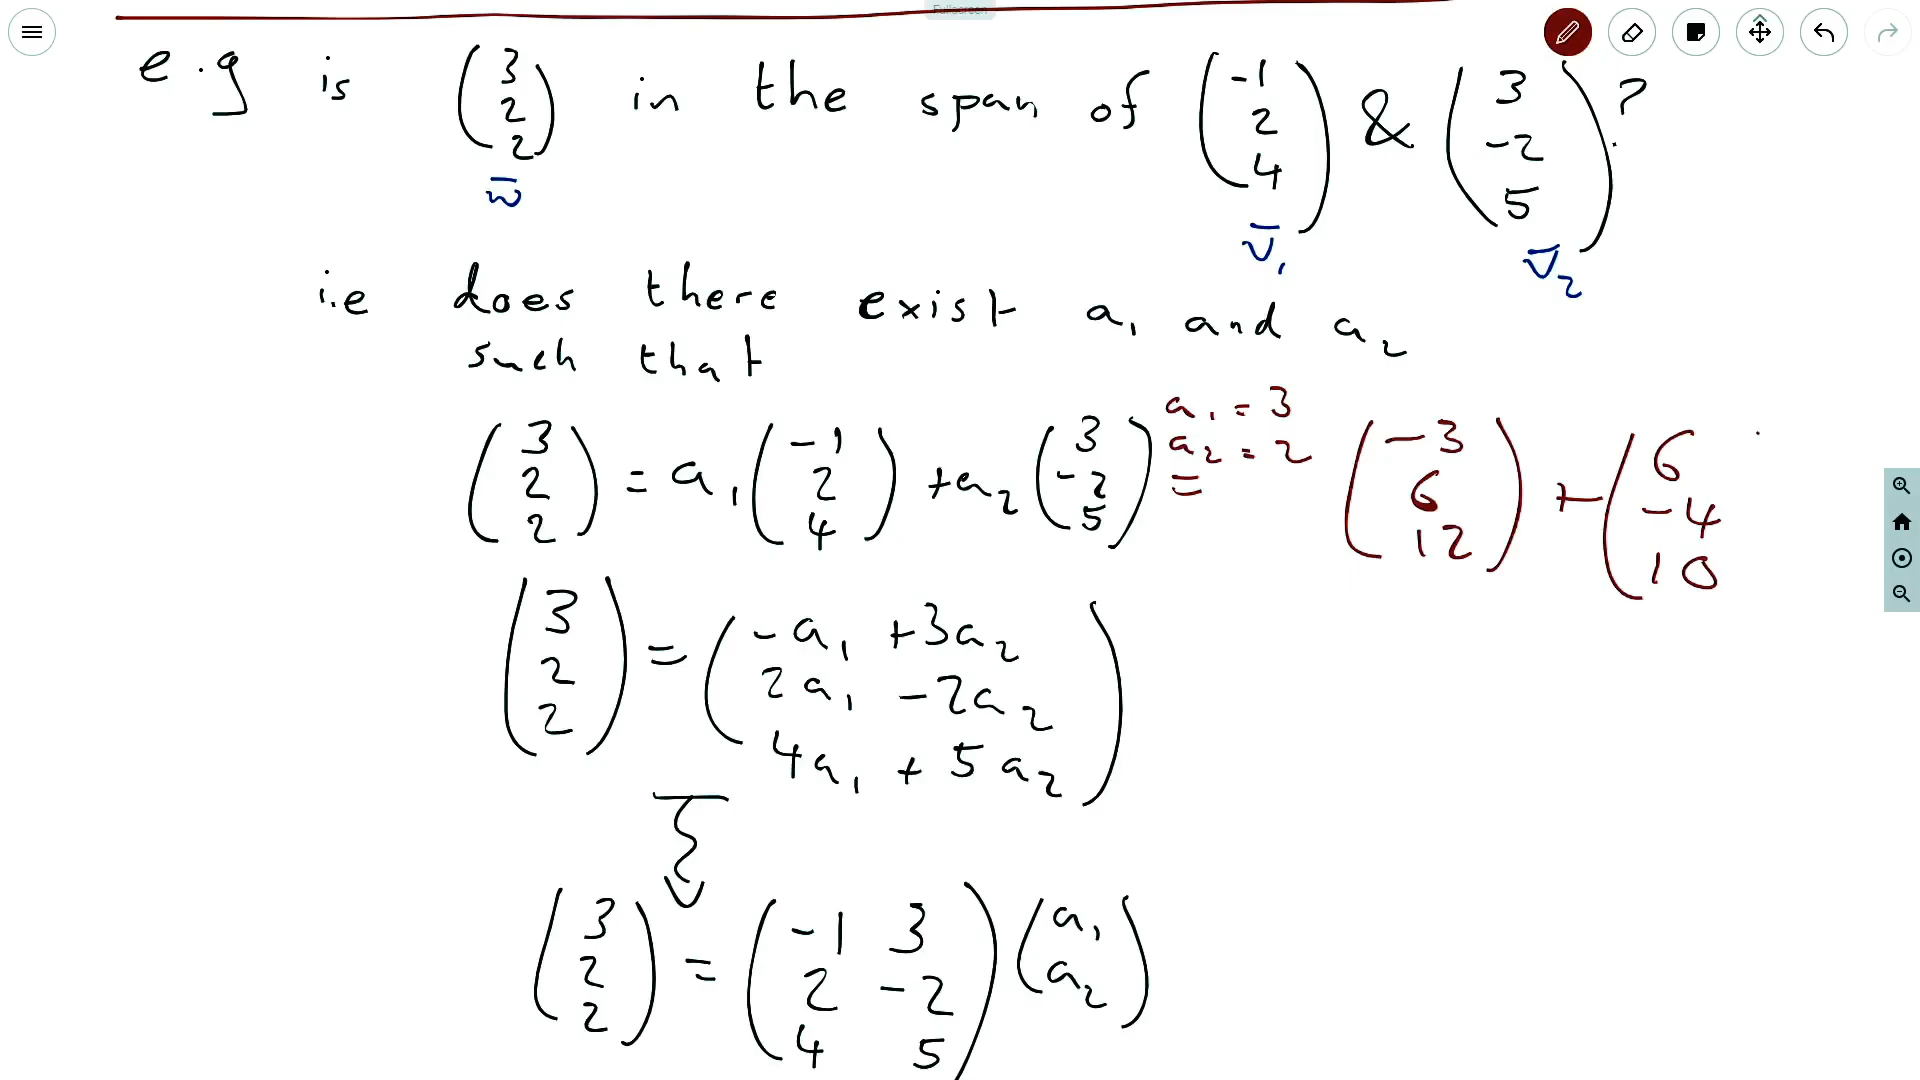 Fullscreen
e.g is (3 2 2) in the span of (-1 2 4) & (3 -2 5) ?
w̄ v̄₁ v̄₂
i.e does there exist a₁ and a₂
such that
(3 2 2) = a₁ (-1 2 4) + a₂ (3 -2 5) a₁ = 3 a₂ = 2 = (-3 6 12) + (6 -4 10
(3 2 2) = (-a₁ + 3a₂ 2a₁ - 2a₂ 4a₁ + 5a₂)
(3 2 2) = (-1 3 2 -2 4 5) (a₁ a₂)